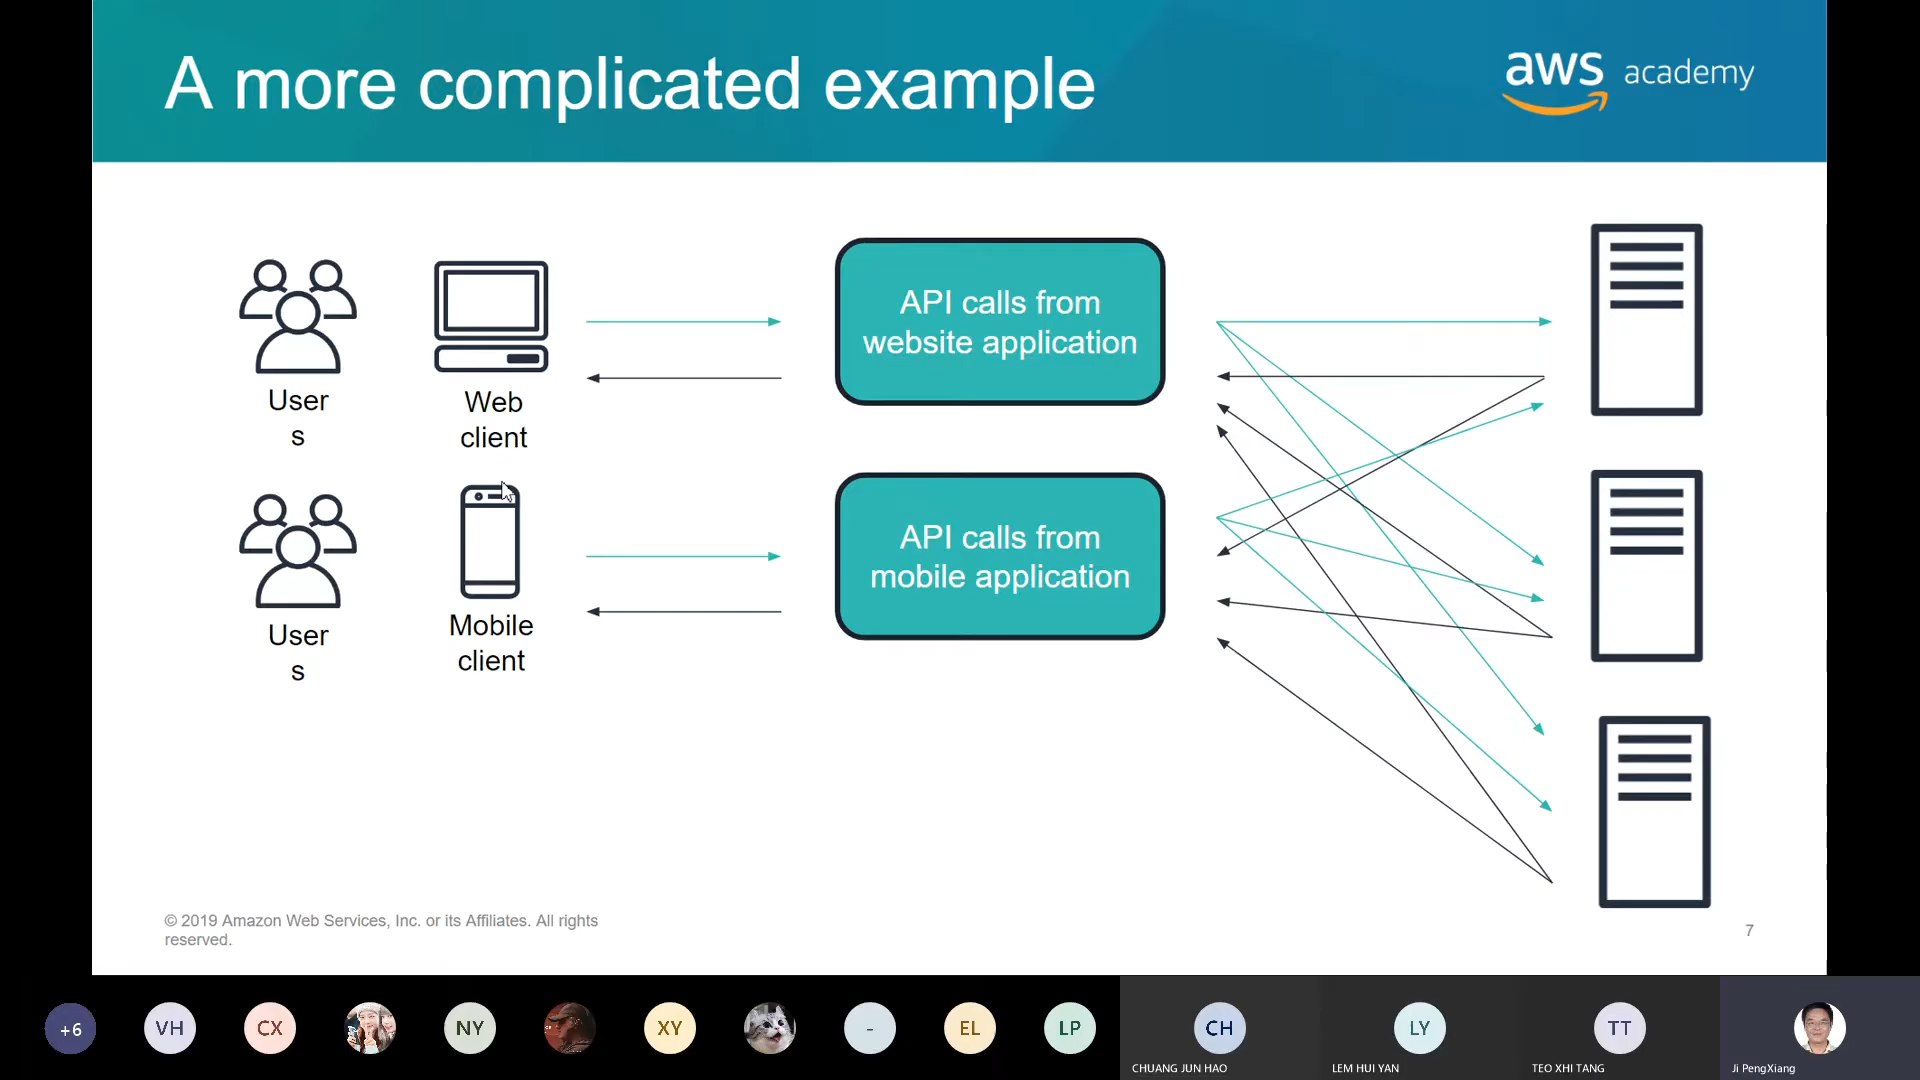 A more complicated example
aws academy
API calls from
website application
User
s
Web
client
API calls from
mobile application
User
s
Mobile
client
© 2019 Amazon Web Services, Inc. or its Affiliates. All rights
reserved.
7
+6
VH
CX
NY
XY
-
EL
LP
CH
LY
TT
CHUANG JUN HAO
LEM HUI YAN
TEO XHI TANG
Ji PengXiang